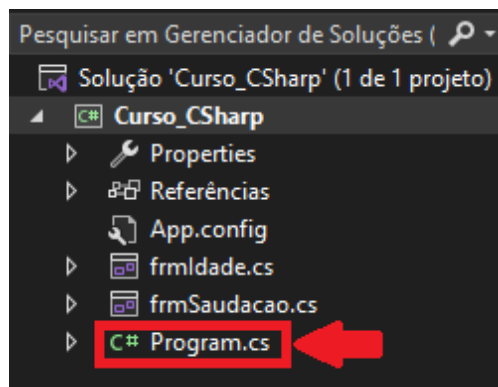 Pesquisar em Gerenciador de Soluções (
Solução 'Curso_CSharp' (1 de 1 projeto)
C# Curso_CSharp
Properties
Referências
App.config
frmIdade.cs
frmSaudacao.cs
C# Program.cs